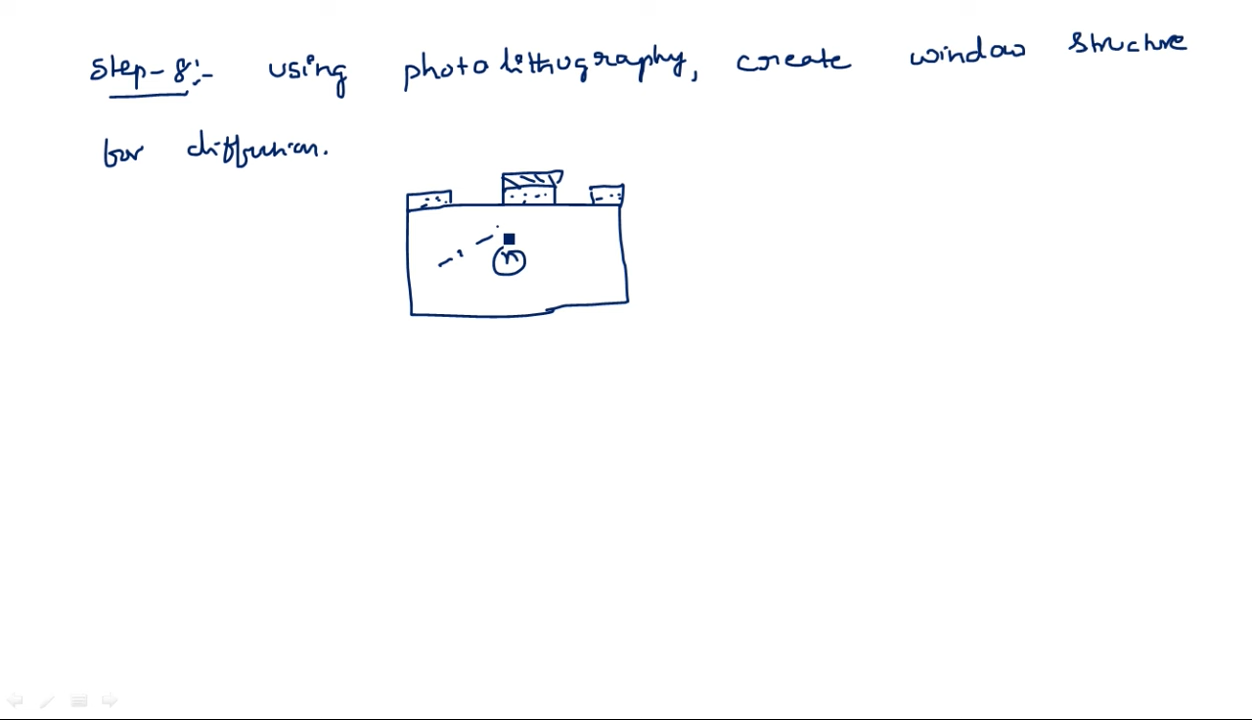 Step-8:- using photolithography, create window structure
for diffusion.
n